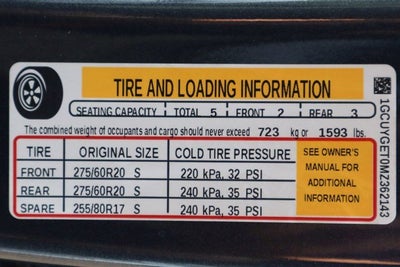 TIRE AND LOADING INFORMATION
SEATING CAPACITY | TOTAL 5 | FRONT 2 | REAR 3
The combined weight of occupants and cargo should never exceed 723 kg or 1593 lbs.
TIRE ORIGINAL SIZE COLD TIRE PRESSURE
FRONT 275/60R20 S 220 kPa, 32 PSI
REAR 275/60R20 S 240 kPa, 35 PSI
SPARE 255/80R17 S 240 kPa, 35 PSI
SEE OWNER'S
MANUAL FOR
ADDITIONAL
INFORMATION
1GCUYGET0MZ362143